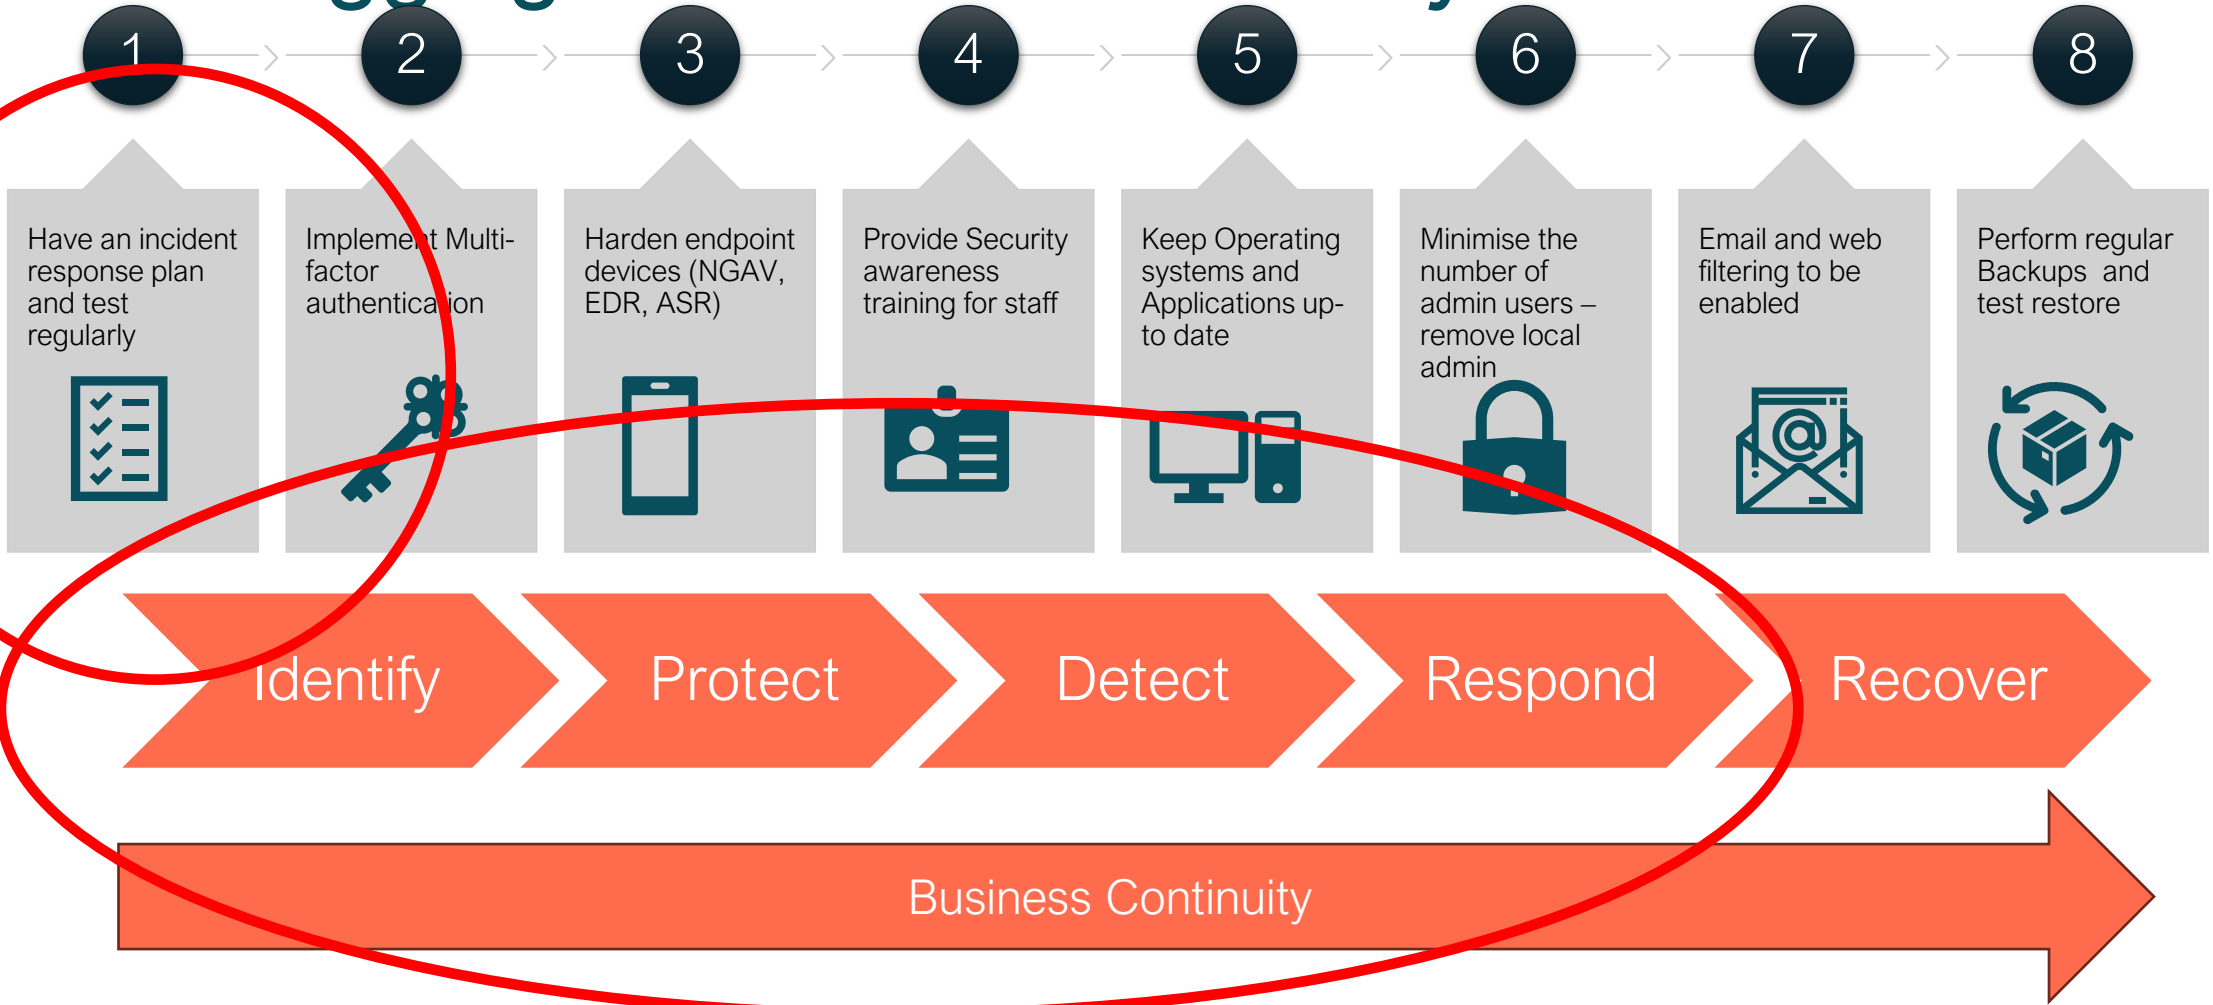 1
2
3
4
5
6
7
8
Have an incident
response plan
and test
regularly
Implement Multi-
factor
authentication
Harden endpoint
devices (NGAV,
EDR, ASR)
Provide Security
awareness
training for staff
Keep Operating
systems and
Applications up-
to date
Minimise the
number of
admin users –
remove local
admin
Email and web
filtering to be
enabled
Perform regular
Backups and
test restore
Identify
Protect
Detect
Respond
Recover
Business Continuity